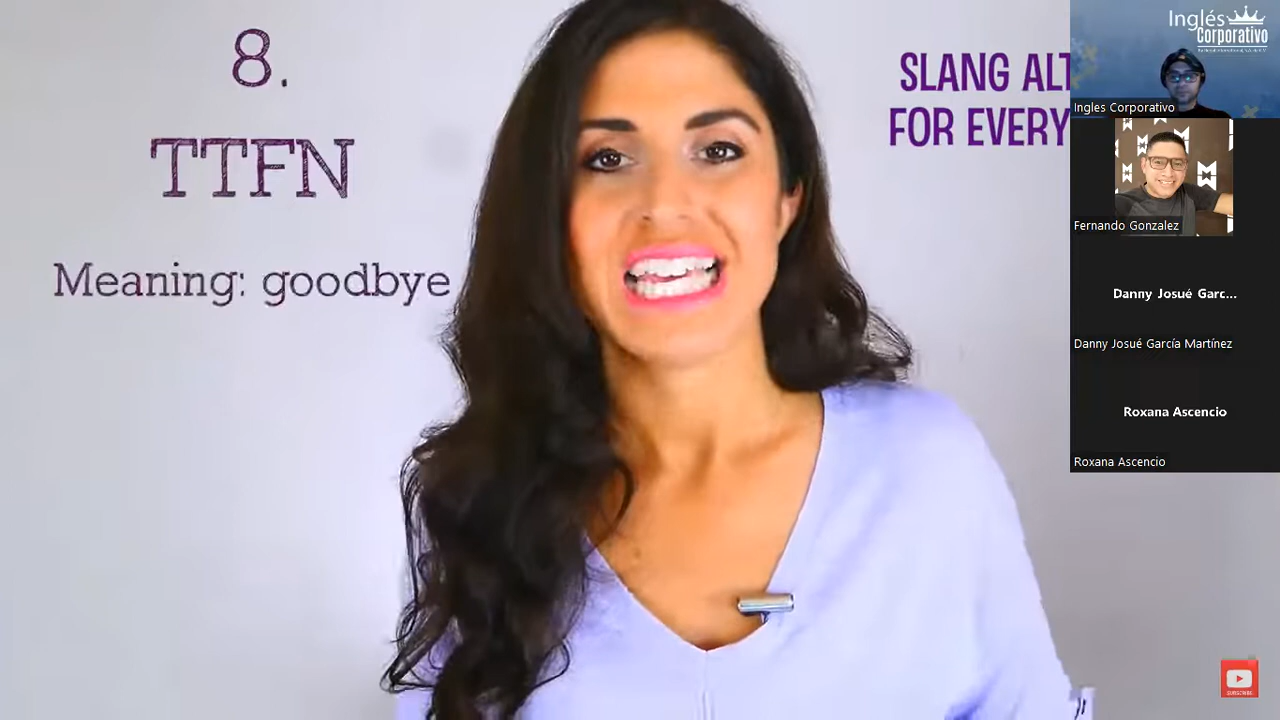 8.
TTFN
Meaning: goodbye
SLANG ALT
FOR EVERY
Inglés
Corporativo
Ingles Corporativo
Fernando Gonzalez
Danny Josué Garc...
Danny Josué García Martínez
Roxana Ascencio
Roxana Ascencio
SUBSCRIBE